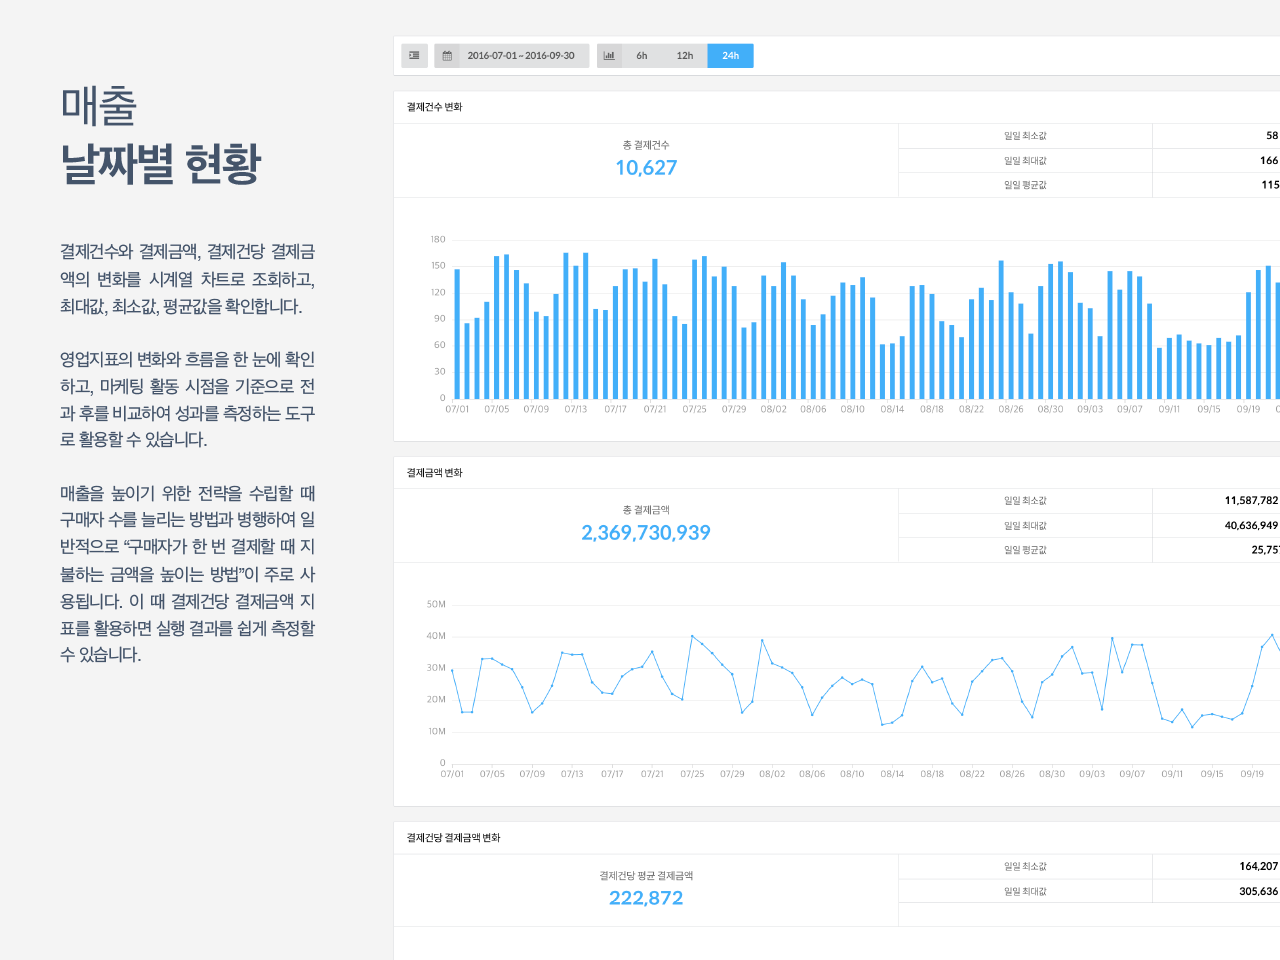 매출
날짜별 현황
결제건수와 결제금액, 결제건당 결제금
액의 변화를 시계열 차트로 조회하고,
최대값, 최소값, 평균값을 확인합니다.
영업지표의 변화와 흐름을 한 눈에 확인
하고, 마케팅 활동 시점을 기준으로 전
과 후를 비교하여 성과를 측정하는 도구
로 활용할 수 있습니다.
매출을 높이기 위한 전략을 수립할 때
구매자 수를 늘리는 방법과 병행하여 일
반적으로 “구매자가 한 번 결제할 때 지
불하는 금액을 높이는 방법”이 주로 사
용됩니다. 이 때 결제건당 결제금액 지
표를 활용하면 실행 결과를 쉽게 측정할
수 있습니다.
2016-07-01 ~ 2016-09-30 6h 12h 24h
결제건수 변화
총 결제건수
10,627
일일 최소값 58
일일 최대값 166
일일 평균값 115
180
150
120
90
60
30
0
07/01 07/05 07/09 07/13 07/17 07/21 07/25 07/29 08/02 08/06 08/10 08/14 08/18 08/22 08/26 08/30 09/03 09/07 09/11 09/15 09/19
결제금액 변화
총 결제금액
2,369,730,939
일일 최소값 11,587,782
일일 최대값 40,636,949
일일 평균값 25,75
50M
40M
30M
20M
10M
0
07/01 07/05 07/09 07/13 07/17 07/21 07/25 07/29 08/02 08/06 08/10 08/14 08/18 08/22 08/26 08/30 09/03 09/07 09/11 09/15 09/19
결제건당 결제금액 변화
결제건당 평균 결제금액
222,872
일일 최소값 164,207
일일 최대값 305,636